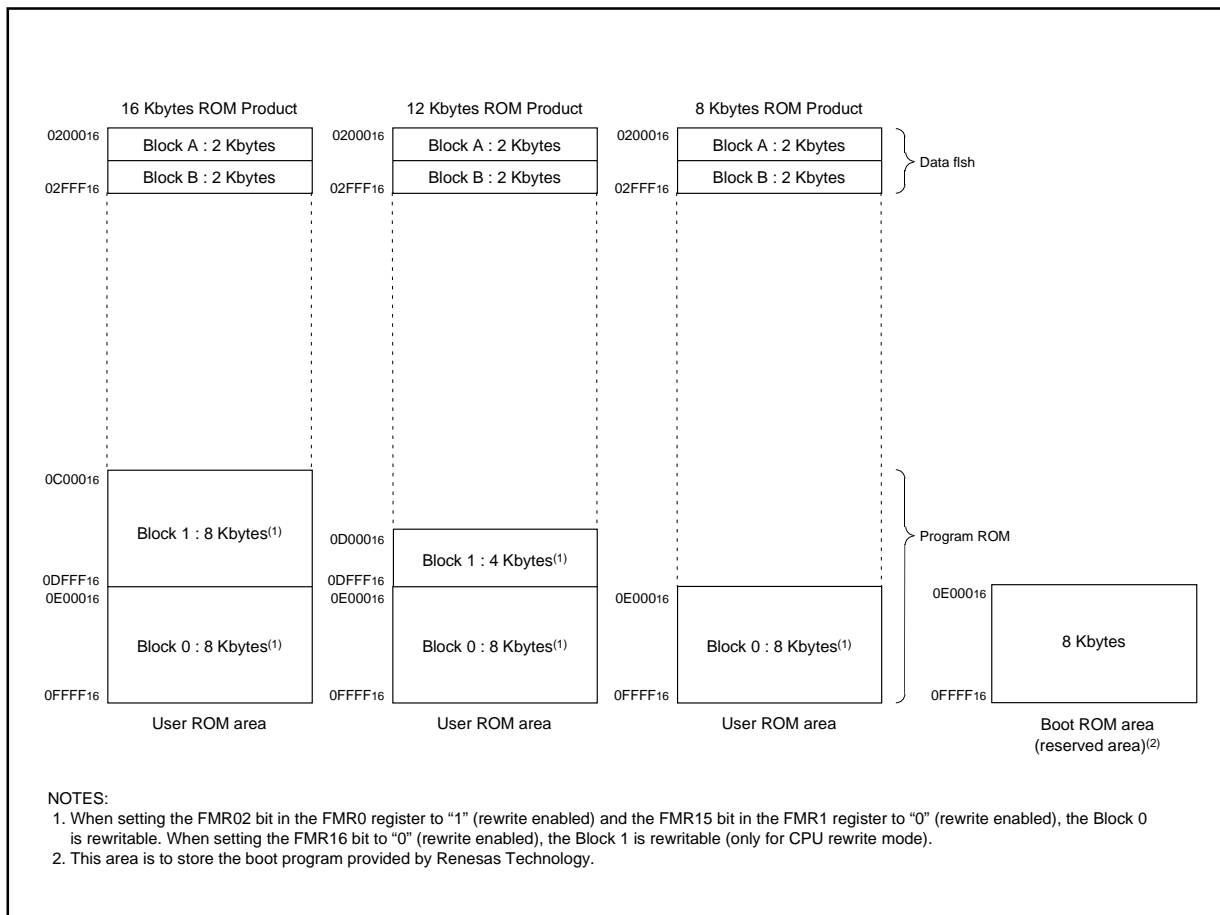 16 Kbytes ROM Product
12 Kbytes ROM Product
8 Kbytes ROM Product
0200016
Block A : 2 Kbytes
Block B : 2 Kbytes
02FFF16
0200016
Block A : 2 Kbytes
Block B : 2 Kbytes
02FFF16
0200016
Block A : 2 Kbytes
Block B : 2 Kbytes
02FFF16
Data flsh
0C00016
Block 1 : 8 Kbytes(1)
0DFFF16
0E00016
Block 0 : 8 Kbytes(1)
0FFFF16
User ROM area
0D00016
Block 1 : 4 Kbytes(1)
0DFFF16
0E00016
Block 0 : 8 Kbytes(1)
0FFFF16
User ROM area
0E00016
Block 0 : 8 Kbytes(1)
0FFFF16
User ROM area
Program ROM
0E00016
8 Kbytes
0FFFF16
Boot ROM area
(reserved area)(2)
NOTES:
1. When setting the FMR02 bit in the FMR0 register to “1” (rewrite enabled) and the FMR15 bit in the FMR1 register to “0” (rewrite enabled), the Block 0
is rewritable. When setting the FMR16 bit to “0” (rewrite enabled), the Block 1 is rewritable (only for CPU rewrite mode).
2. This area is to store the boot program provided by Renesas Technology.